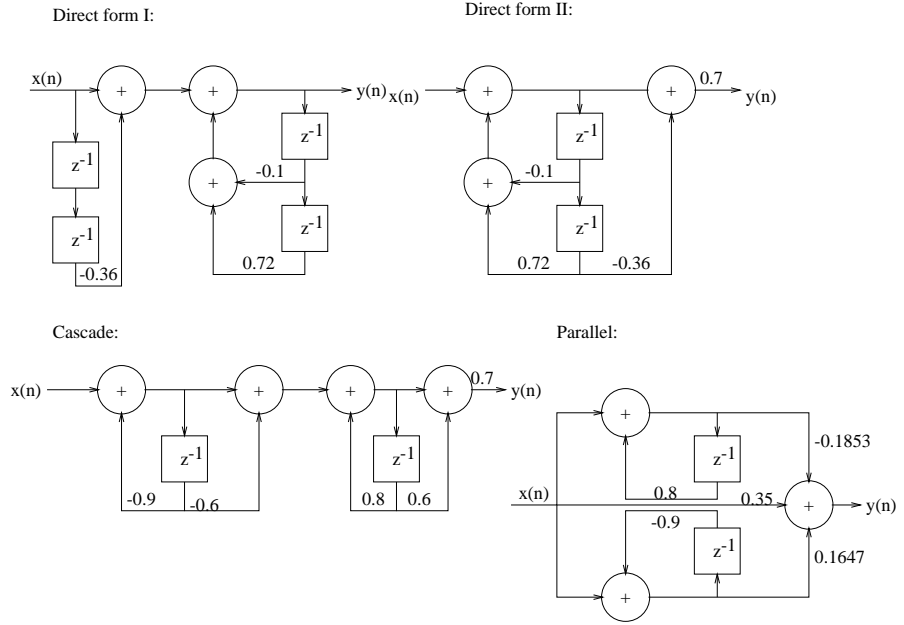 Direct form I:
Direct form II:
x(n)
+
+
y(n)
x(n)
+
+
0.7
y(n)
z-1
z-1
z-1
z-1
+
-0.1
z-1
-0.36
0.72
+
-0.1
z-1
0.72
-0.36
Cascade:
Parallel:
x(n)
+
+
+
+
0.7
y(n)
z-1
-0.9
-0.6
z-1
0.8
0.6
+
z-1
-0.1853
0.8
x(n)
0.35
+
y(n)
-0.9
z-1
0.1647
+